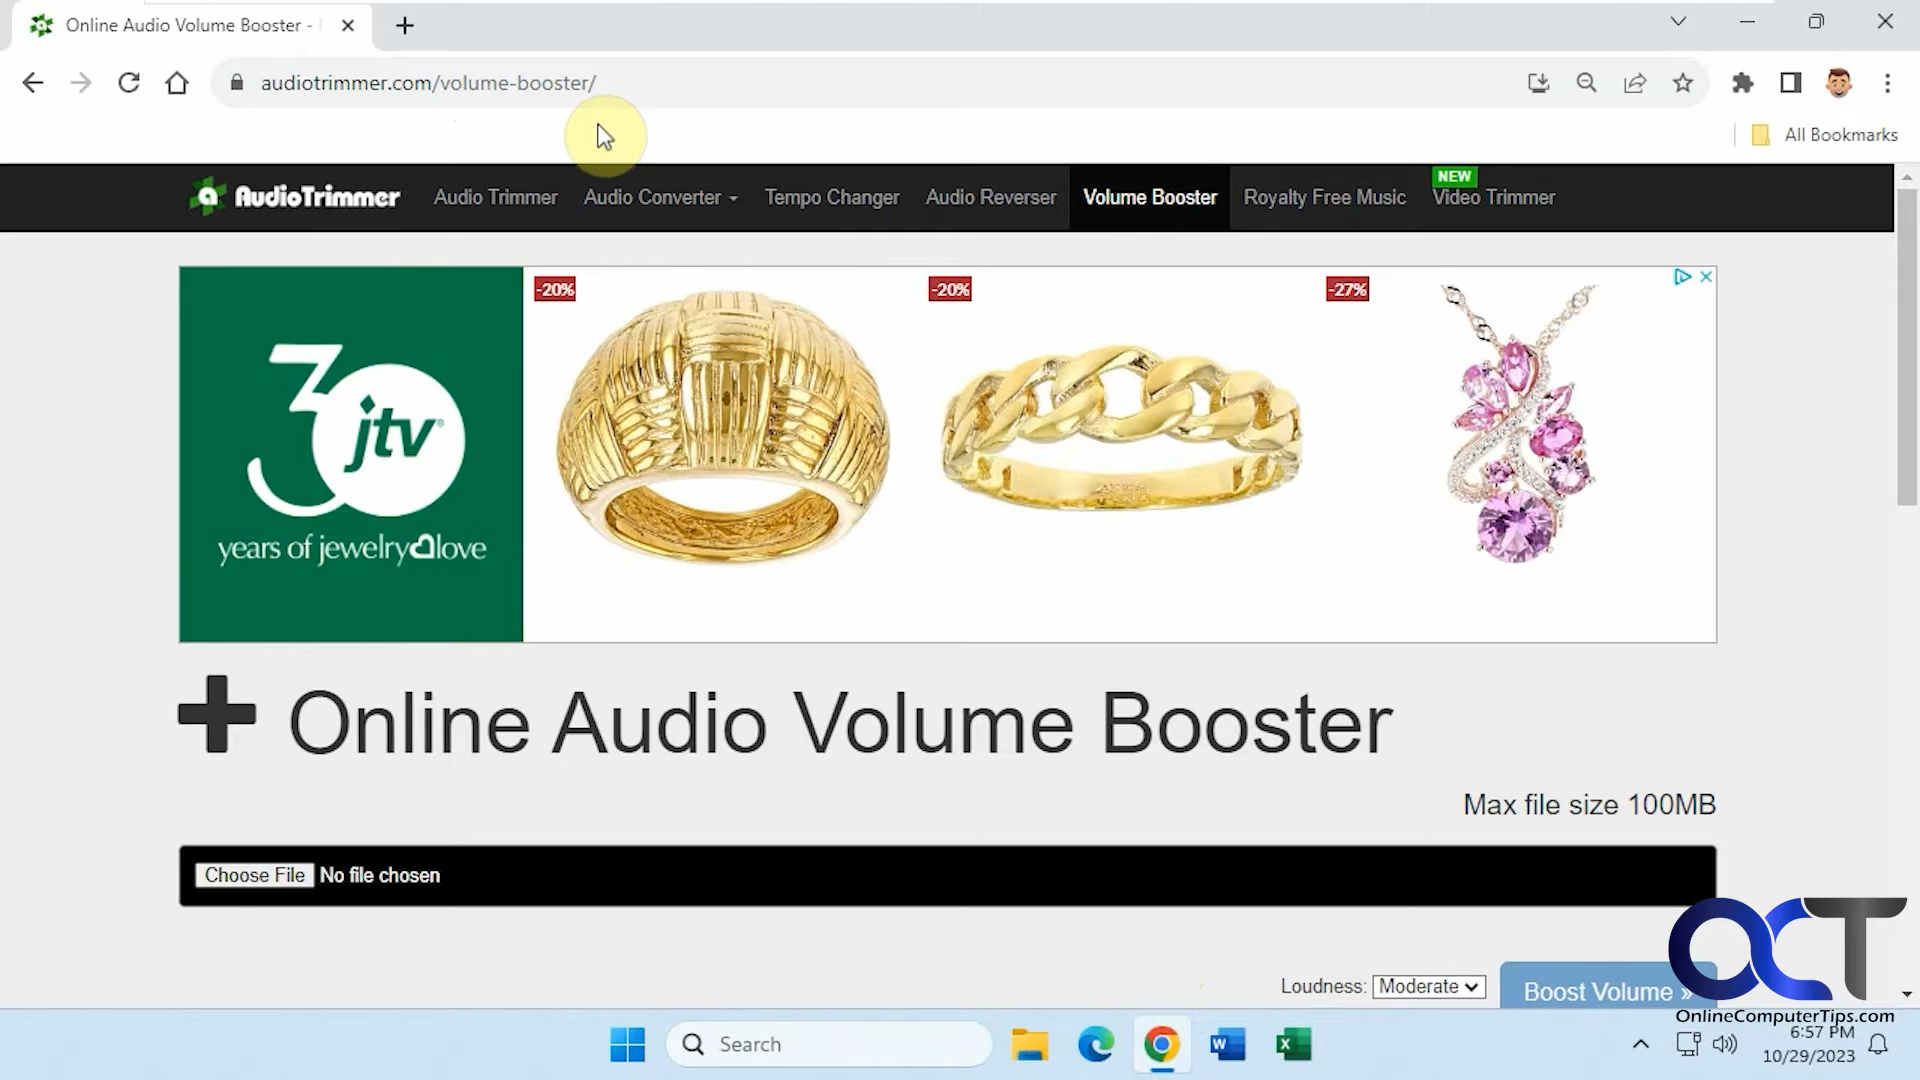 Online Audio Volume Booster -
audiotrimmer.com/volume-booster/
All Bookmarks
AudioTrimmer
Audio Trimmer
Audio Converter
Tempo Changer
Audio Reverser
Volume Booster
Royalty Free Music
NEW
Video Trimmer
-20%
-20%
-27%
30 jtv®
years of jewelry love
Online Audio Volume Booster
Max file size 100MB
Choose File No file chosen
Loudness: Moderate
Boost Volume »
OCT
OnlineComputerTips.com
Search
6:57 PM
10/29/2023